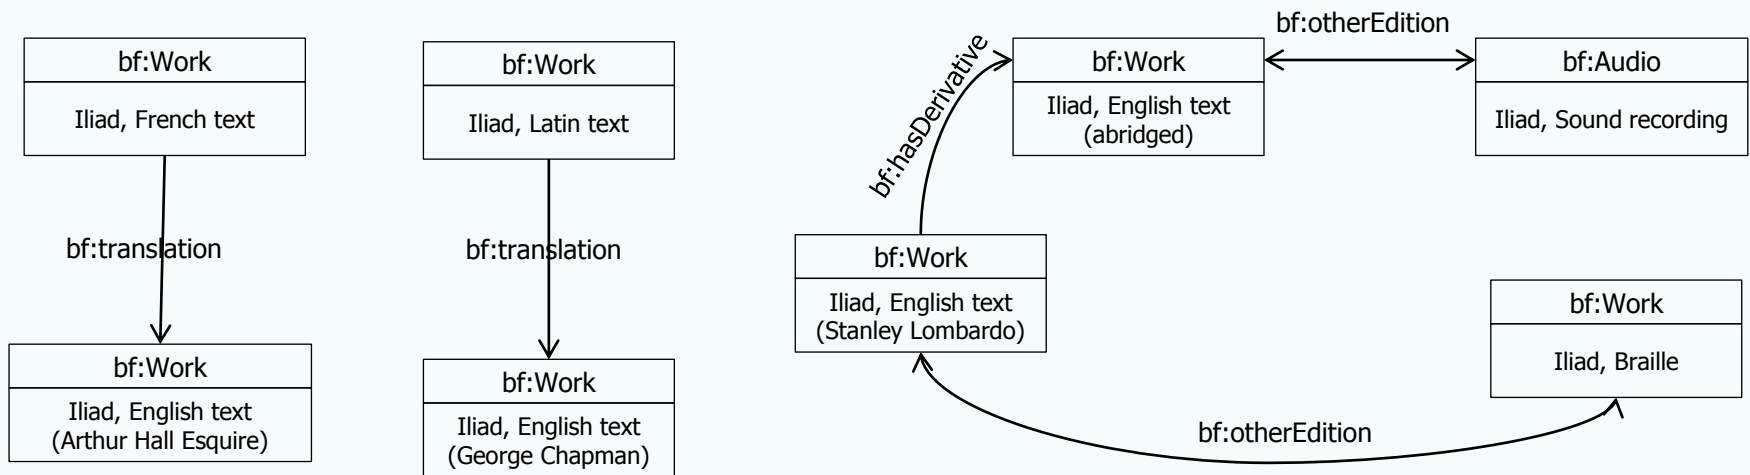 bf:Work
Iliad, French text
bf:translation
bf:Work
Iliad, English text
(Arthur Hall Esquire)
bf:Work
Iliad, Latin text
bf:translation
bf:Work
Iliad, English text
(George Chapman)
bf:otherEdition
bf:Work
Iliad, English text
(abridged)
bf:Audio
Iliad, Sound recording
bf:hasDerivative
bf:Work
Iliad, English text
(Stanley Lombardo)
bf:Work
Iliad, Braille
bf:otherEdition